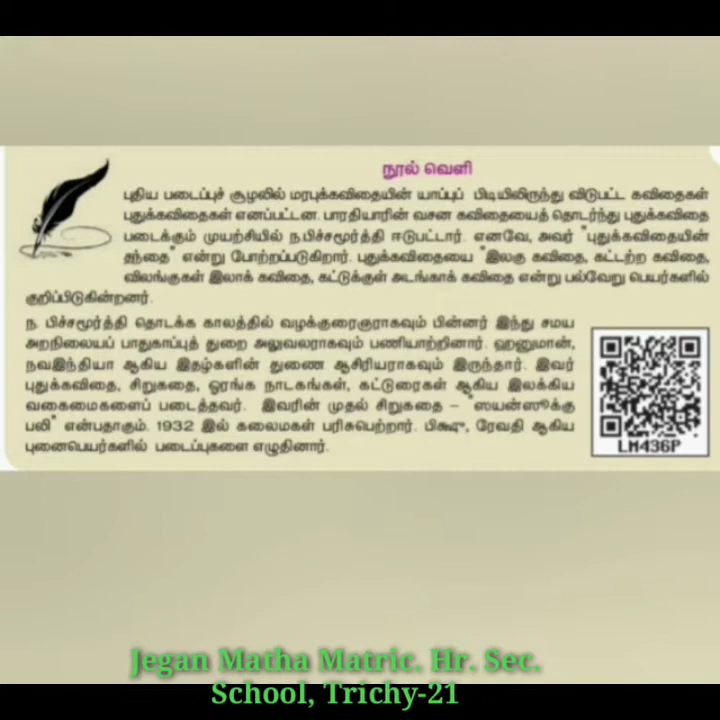 நூல் வெளி
புதிய படைப்புச் சூழலில் மரபுக்கவிதையின் யாப்புப் பிடியிலிருந்து விடுபட்ட கவிதைகள்
புதுக்கவிதைகள் எனப்பட்டன. பாரதியாரின் வசன கவிதையைத் தொடர்ந்து புதுக்கவிதை
படைக்கும் முயற்சியில் ந.பிச்சமூர்த்தி ஈடுபட்டார். எனவே, அவர் "புதுக்கவிதையின்
தந்தை" என்று போற்றப்படுகிறார். புதுக்கவிதையை "இலகு கவிதை, கட்டற்ற கவிதை,
விலங்குகள் இலாக் கவிதை, கட்டுக்குள் அடங்காக் கவிதை என்று பல்வேறு பெயர்களில்
குறிப்பிடுகின்றனர்.
ந. பிச்சமூர்த்தி தொடக்க காலத்தில் வழக்குரைஞராகவும் பின்னர் இந்து சமய
அறநிலையப் பாதுகாப்புத் துறை அலுவலராகவும் பணியாற்றினார். ஹனுமான்,
நவஇந்தியா ஆகிய இதழ்களின் துணை ஆசிரியராகவும் இருந்தார். இவர்
புதுக்கவிதை, சிறுகதை, ஓரங்க நாடகங்கள், கட்டுரைகள் ஆகிய இலக்கிய
வகைமைகளைப் படைத்தவர். இவரின் முதல் சிறுகதை – "ஸயன்ஸூக்கு
பலி" என்பதாகும். 1932 இல் கலைமகள் பரிசுபெற்றார். பிக்ஷு, ரேவதி ஆகிய
புனைபெயர்களில் படைப்புகளை எழுதினார்.
LM436P
Jegan Matha Matric. Hr. Sec.
School, Trichy-21